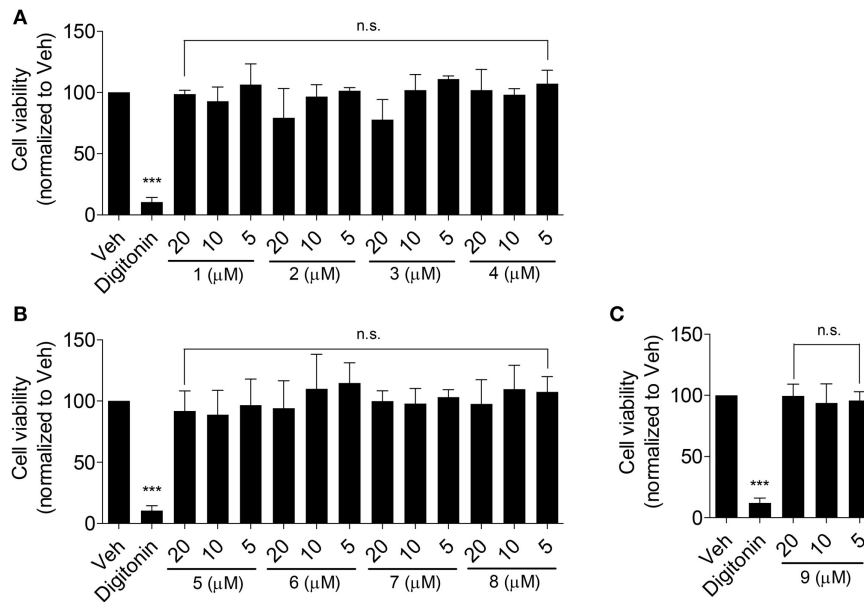 A
Cell viability
(normalized to Veh)
150
100
50
0
n.s.
***
Veh Digitonin 20 10 5 20 10 5 20 10 5 20 10 5
1 (μM) 2 (μM) 3 (μM) 4 (μM)
B
Cell viability
(normalized to Veh)
150
100
50
0
n.s.
***
Veh Digitonin 20 10 5 20 10 5 20 10 5 20 10 5
5 (μM) 6 (μM) 7 (μM) 8 (μM)
C
Cell viability
(normalized to Veh)
150
100
50
0
n.s.
***
Veh Digitonin 20 10 5
9 (μM)